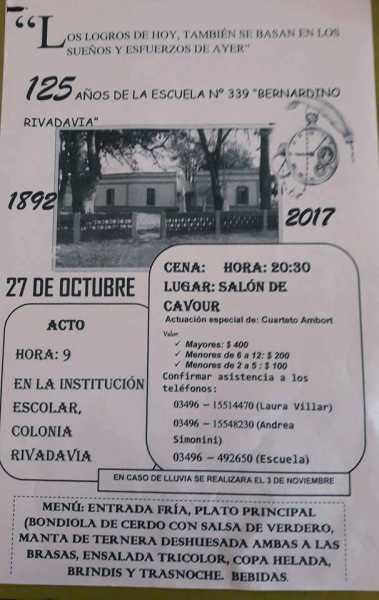 “LOS LOGROS DE HOY, TAMBIÉN SE BASAN EN LOS
SUEÑOS Y ESFUERZOS DE AYER”
125 AÑOS DE LA ESCUELA Nº 339 “BERNARDINO
RIVADAVIA”
1892
2017
27 DE OCTUBRE
ACTO
HORA: 9
EN LA INSTITUCIÓN
ESCOLAR,
COLONIA
RIVADAVIA
CENA: HORA: 20:30
LUGAR: SALÓN DE
CAVOUR
Actuación especial de: Cuarteto Ambort
Valor:
✓ Mayores: $ 400
✓ Menores de 6 a 12: $ 200
✓ Menores de 2 a 5 : $ 100
Confirmar asistencia a los
teléfonos:
03496 – 15514470 (Laura Villar)
03496 – 15548230 (Andrea
Simonini)
03496 – 492650 (Escuela)
EN CASO DE LLUVIA SE REALIZARA EL 3 DE NOVIEMBRE
MENÚ: ENTRADA FRÍA, PLATO PRINCIPAL
(BONDIOLA DE CERDO CON SALSA DE VERDERO,
MANTA DE TERNERA DESHUESADA AMBAS A LAS
BRASAS, ENSALADA TRICOLOR, COPA HELADA,
BRINDIS Y TRASNOCHE. BEBIDAS.